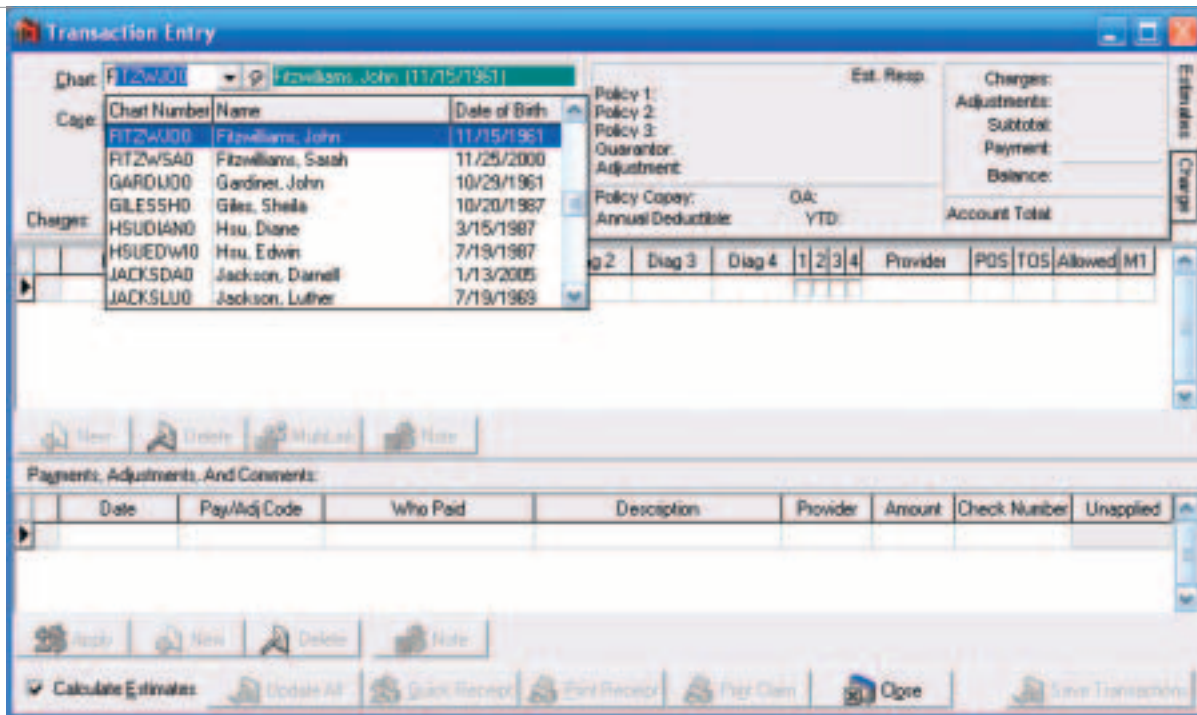 Transaction Entry
Chart: FITZWJO0 Fitzwilliams, John (11/15/1961)
Case:
Chart Number Name Date of Birth
FITZWJO0 Fitzwilliams, John 11/15/1961
FITZWSA0 Fitzwilliams, Sarah 11/25/2000
GARDIJO0 Gardiner, John 10/29/1961
GILESSH0 Giles, Sheila 10/20/1987
HSUDIAN0 Hsu, Diane 3/15/1987
HSUEDWI0 Hsu, Edwin 7/19/1987
JACKSDA0 Jackson, Darnell 1/13/2005
JACKSLU0 Jackson, Luther 7/19/1969
Est. Resp.
Policy 1:
Policy 2:
Policy 3:
Guarantor:
Adjustment:
Policy Copay: OA:
Annual Deductible: YTD:
Charges:
Adjustments:
Subtotal:
Payment:
Balance:
Account Total:
Estimates
Charge
Charges:
g 2 Diag 3 Diag 4 1 2 3 4 Provider POS TOS Allowed M1
New Delete MultiLink Note
Payments, Adjustments, And Comments:
Date Pay/Adj Code Who Paid Description Provider Amount Check Number Unapplied
Apply New Delete Note
Calculate Estimates Update All Quick Receipt Print Receipt Print Claim Close Save Transactions